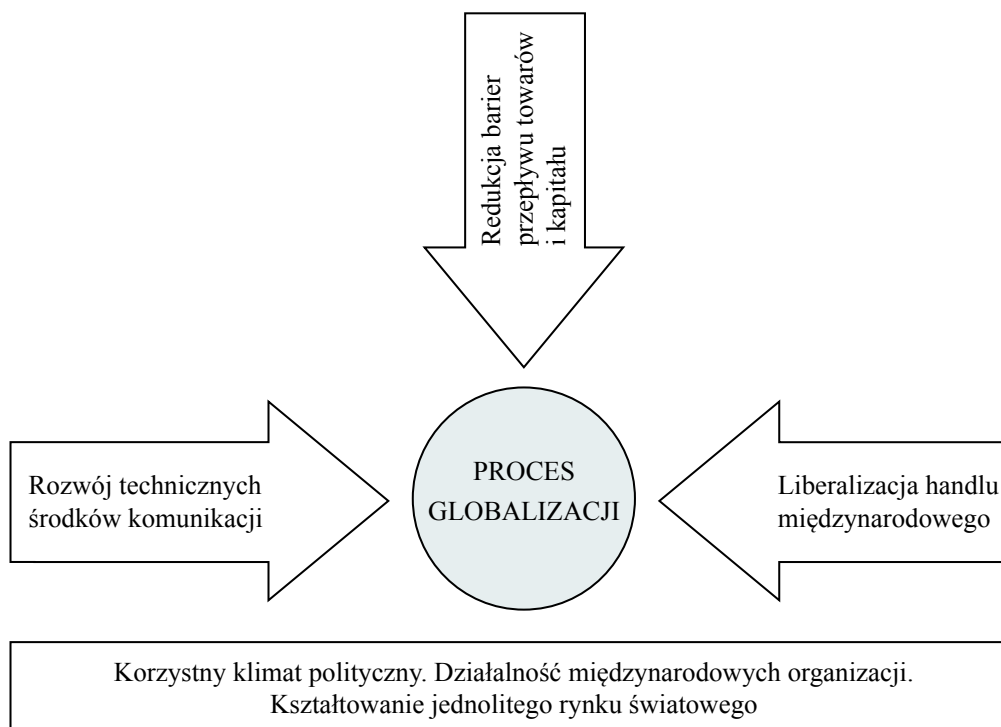 Redukcja barier
przepływu towarów
i kapitału
PROCES
GLOBALIZACJI
Rozwój technicznych
środków komunikacji
Liberalizacja handlu
międzynarodowego
Korzystny klimat polityczny. Działalność międzynarodowych organizacji.
Kształtowanie jednolitego rynku światowego